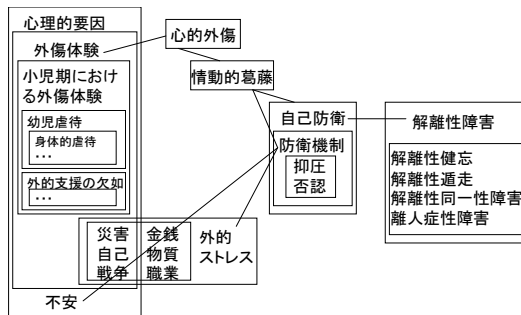 心理的要因
外傷体験
小児期におけ
る外傷体験
幼児虐待
身体的虐待
…
外的支援の欠如
…
心的外傷
情動的葛藤
自己防衛
防衛機制
抑圧
否認
解離性障害
解離性健忘
解離性遁走
解離性同一性障害
離人症性障害
災害 金銭
自己 物質
戦争 職業
外的
ストレス
不安